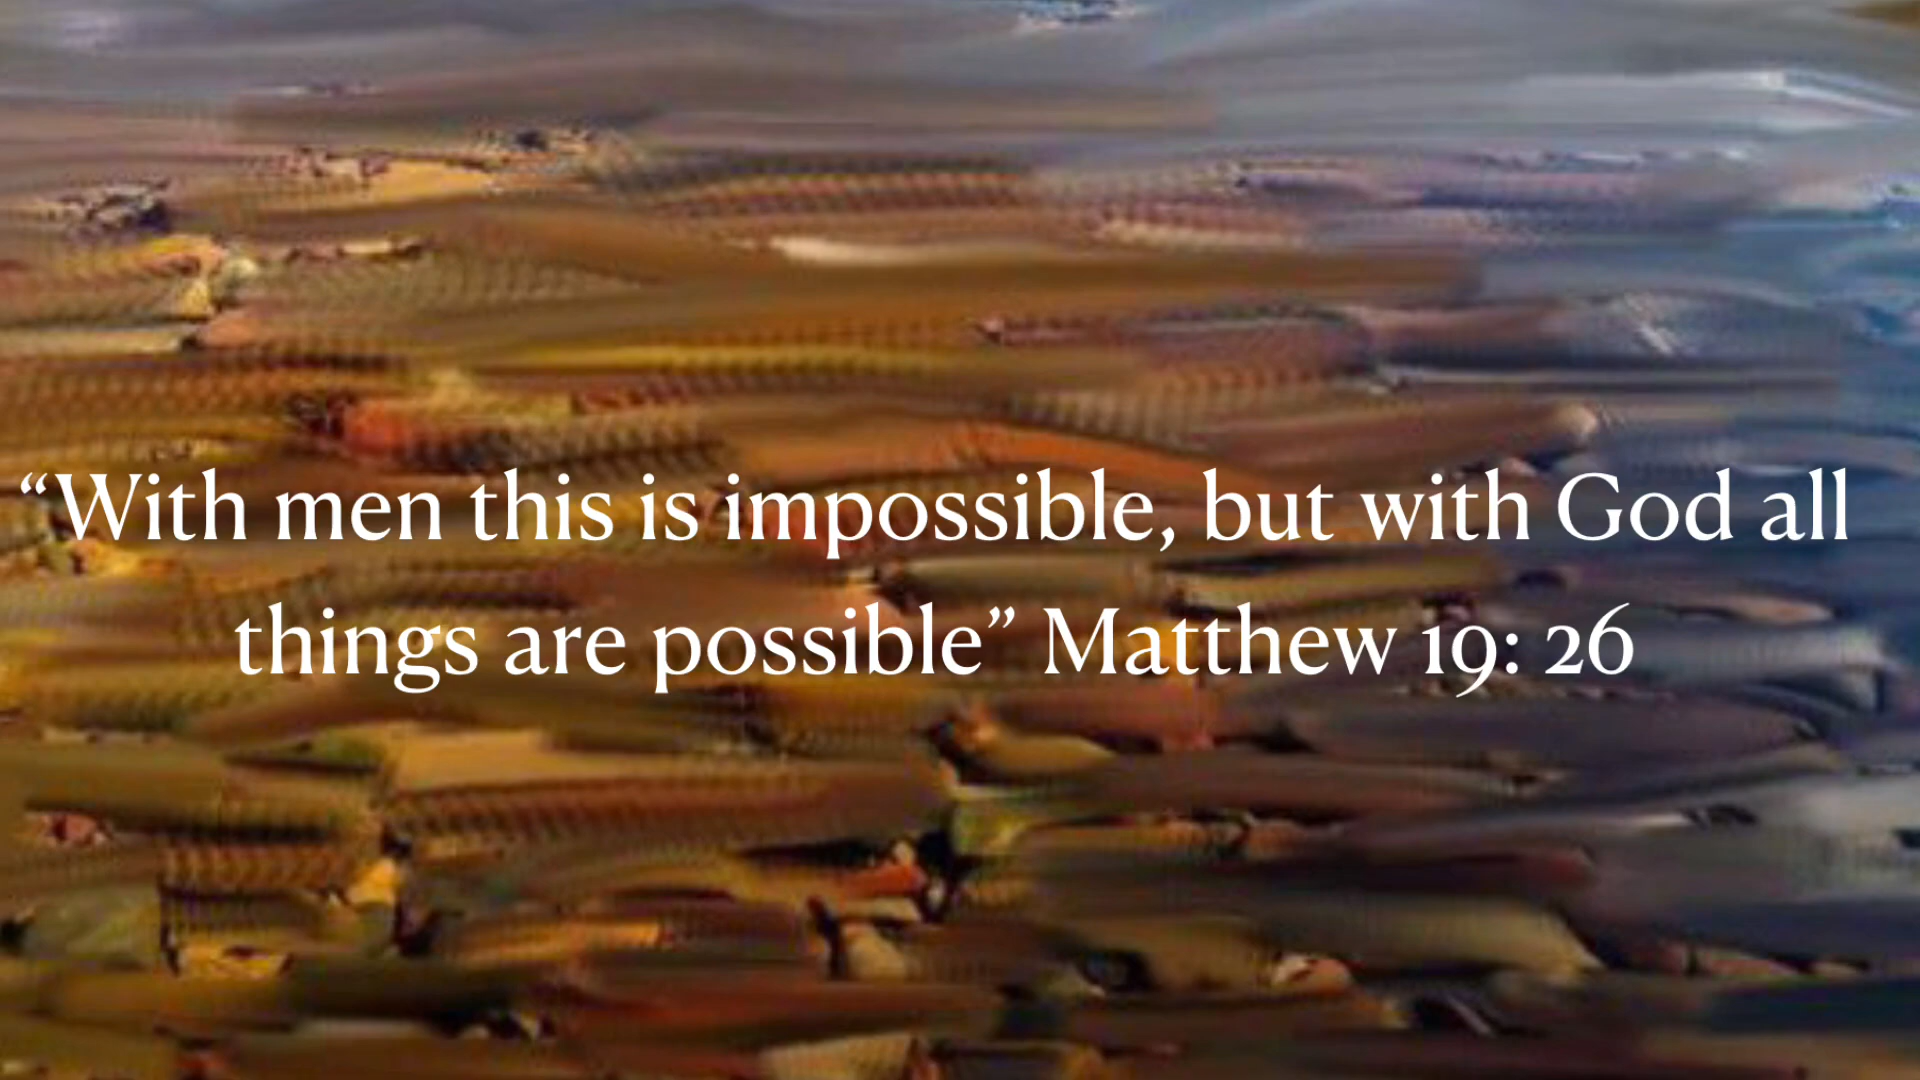 “With men this is impossible, but with God all
things are possible” Matthew 19: 26